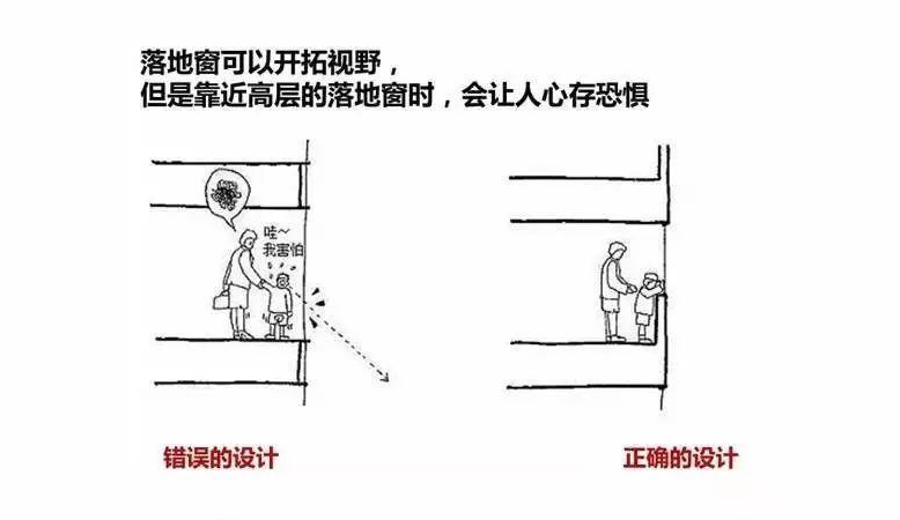 落地窗可以开拓视野，
但是靠近高层的落地窗时，会让人心存恐惧
哇~
我害怕
错误的设计
正确的设计